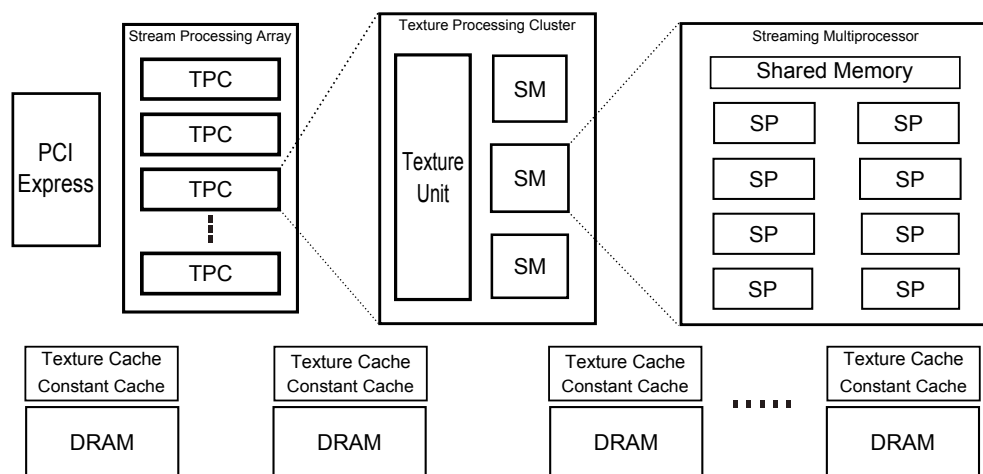 Stream Processing Array
TPC
TPC
TPC
TPC
PCI
Express
Texture Processing Cluster
Texture
Unit
SM
SM
SM
Streaming Multiprocessor
Shared Memory
SP
SP
SP
SP
SP
SP
SP
SP
Texture Cache
Constant Cache
DRAM
Texture Cache
Constant Cache
DRAM
Texture Cache
Constant Cache
DRAM
Texture Cache
Constant Cache
DRAM